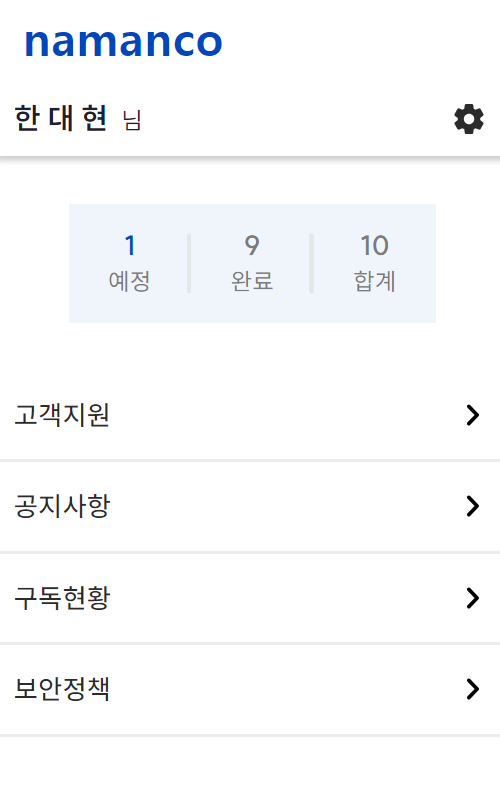 namanco
한 대 현 님
1 9 10
예정 완료 합계
고객지원
공지사항
구독현황
보안정책